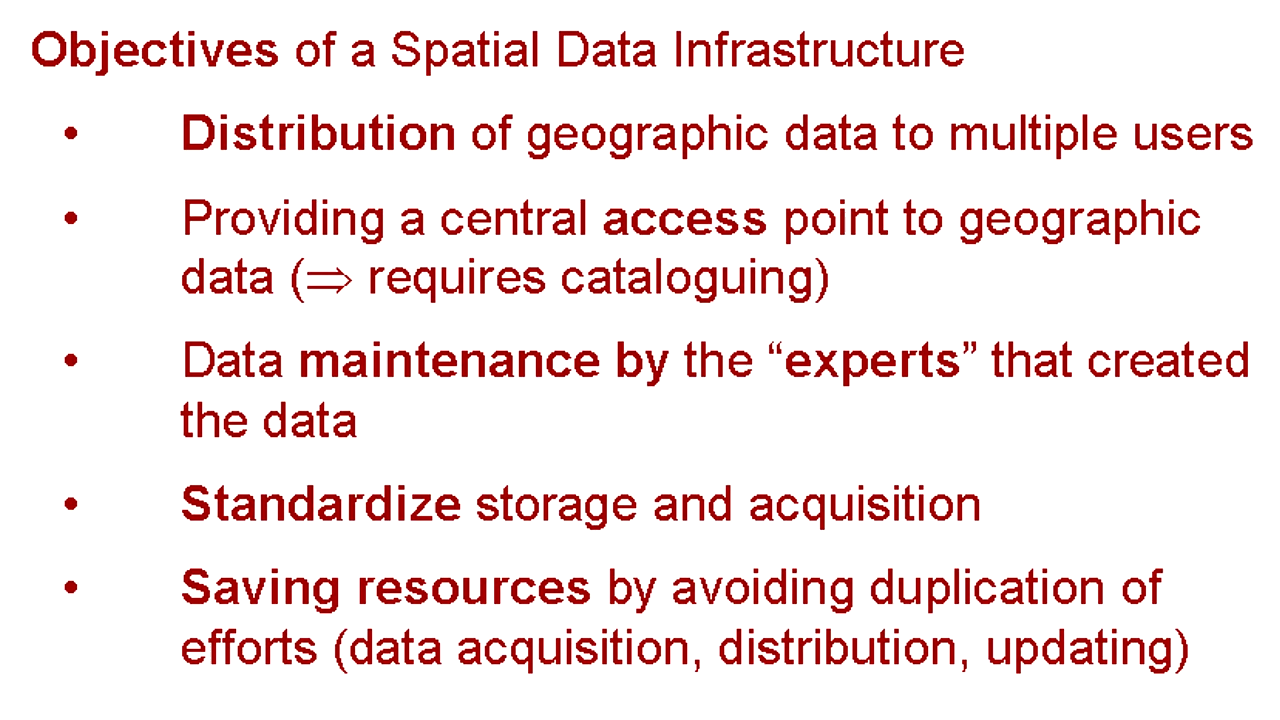 Objectives of a Spatial Data Infrastructure
• Distribution of geographic data to multiple users
• Providing a central access point to geographic
data (⇒ requires cataloguing)
• Data maintenance by the “experts” that created
the data
• Standardize storage and acquisition
• Saving resources by avoiding duplication of
efforts (data acquisition, distribution, updating)